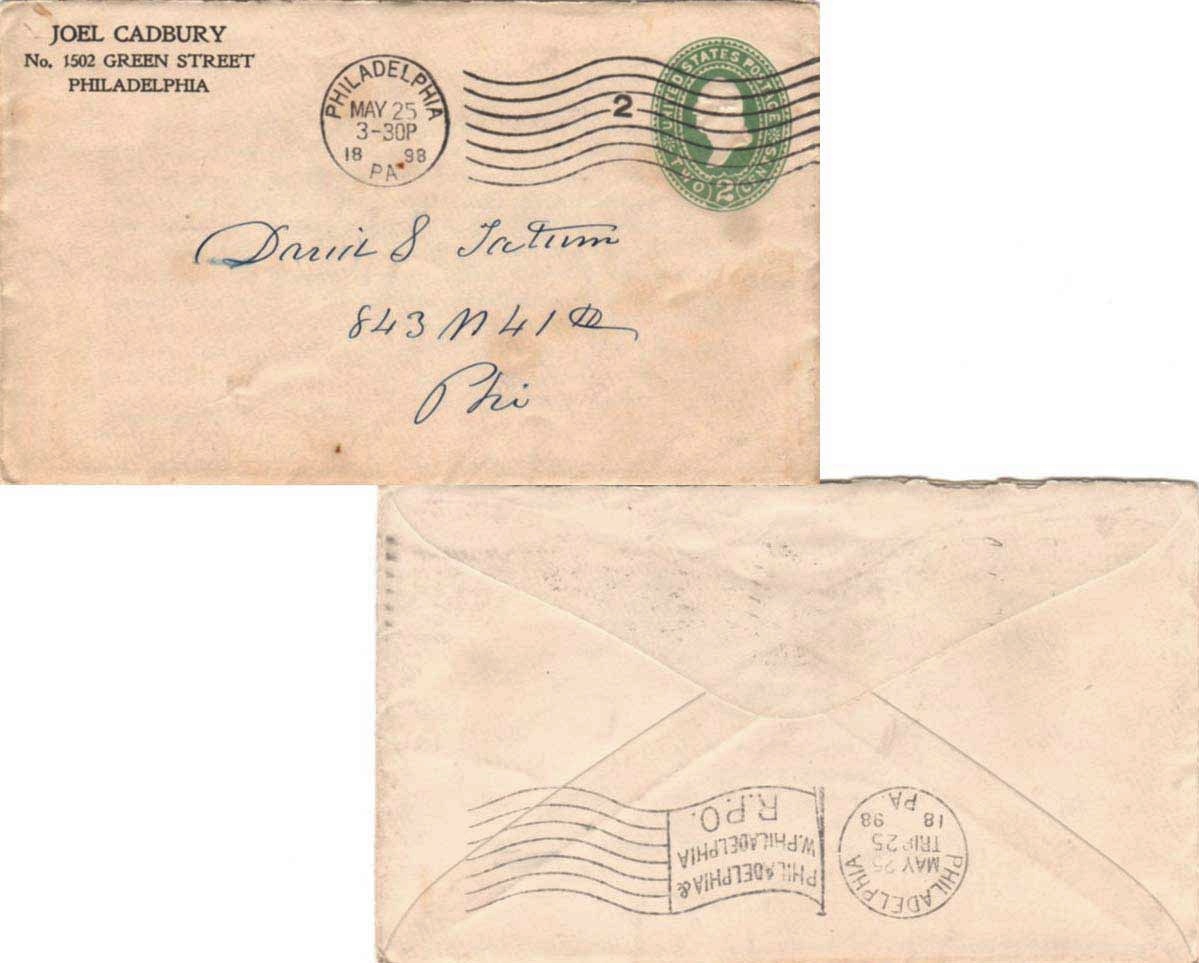 JOEL CADBURY
No. 1502 GREEN STREET
PHILADELPHIA
PHILADELPHIA
MAY 25
3-30P
18 98
PA
2
UNITED STATES POSTAGE
TWO 2 CENTS
David S Tatum
843 N 41st
Phi
PHILADELPHIA
MAY 25
TRIP 25
18 98
PA.
PHILADELPHIA &
W. PHILADELPHIA
R.P.O.